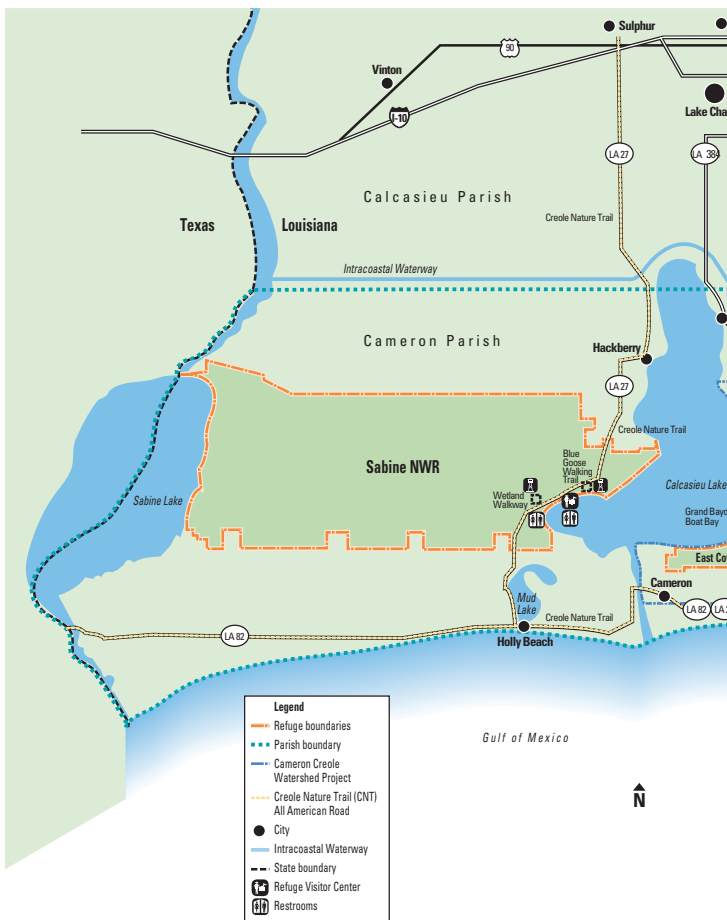 Sulphur
90
Vinton
I-10
Lake Cha
LA 27
LA 384
Calcasieu Parish
Creole Nature Trail
Texas
Louisiana
Intracoastal Waterway
Cameron Parish
Hackberry
LA 27
Creole Nature Trail
Blue
Goose
Walking
Trail
Sabine NWR
Calcasieu Lake
Wetland
Walkway
Sabine Lake
Grand Bayo
Boat Bay
East Co
Cameron
Mud
Lake
Creole Nature Trail
LA 82
LA 2
LA 82
Holly Beach
Gulf of Mexico
N
Legend
Refuge boundaries
Parish boundary
Cameron Creole
Watershed Project
Creole Nature Trail (CNT)
All American Road
City
Intracoastal Waterway
State boundary
Refuge Visitor Center
Restrooms